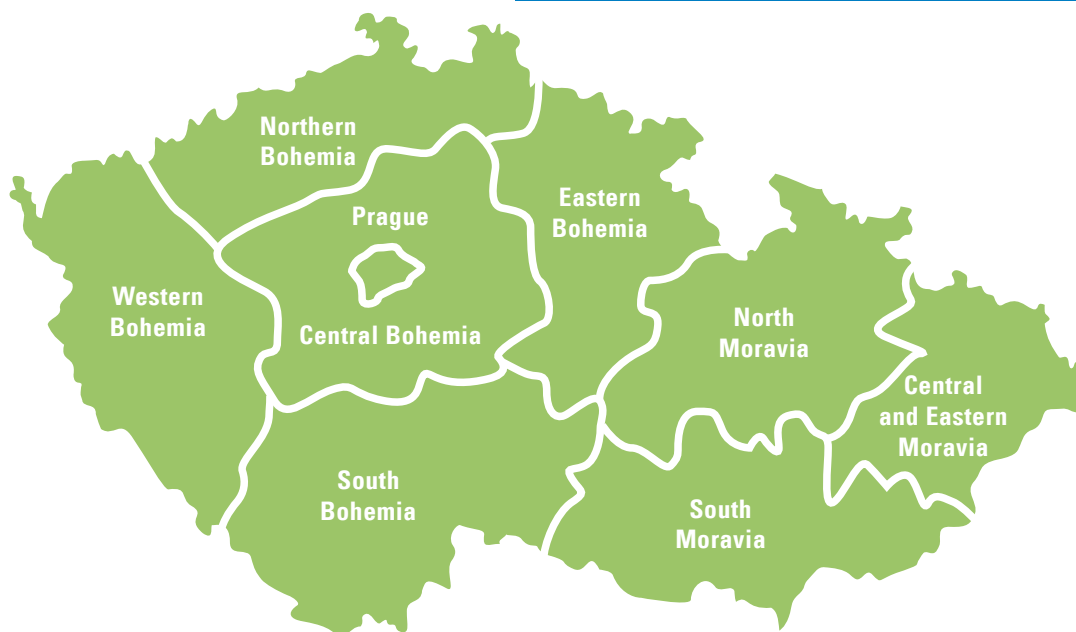 Northern
Bohemia
Prague
Eastern
Bohemia
Western
Bohemia
Central Bohemia
North
Moravia
Central
and Eastern
Moravia
South
Bohemia
South
Moravia